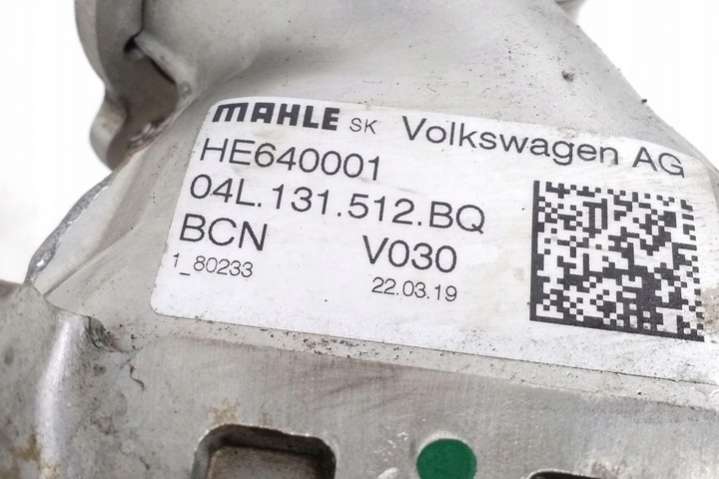 MAHLE SK Volkswagen AG
HE640001
04L.131.512.BQ
BCN V030
1_80233 22.03.19